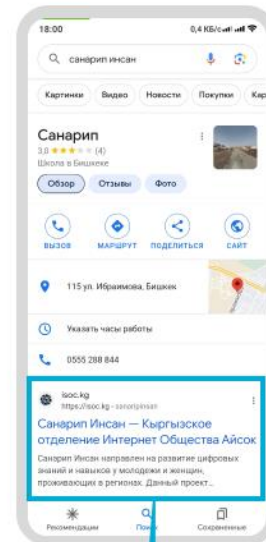 18:00 0,4 КБ/с
санарип инсан
Картинки Видео Новости Покупки Кар
Санарип
3,0 (4)
Школа в Бишкеке
Обзор Отзывы Фото
ВЫЗОВ МАРШРУТ ПОДЕЛИТЬСЯ САЙТ
115 ул. Ибраимова, Бишкек
Указать часы работы
0555 288 844
isoc.kg
https://isoc.kg › sanaripinsan
Санарип Инсан — Кыргызское
отделение Интернет Общества Айсок
Санарип Инсан направлен на развитие цифровых
знаний и навыков у молодежи и женщин,
проживающих в регионах. Данный проект...
Рекомендации Поиск Сохраненные